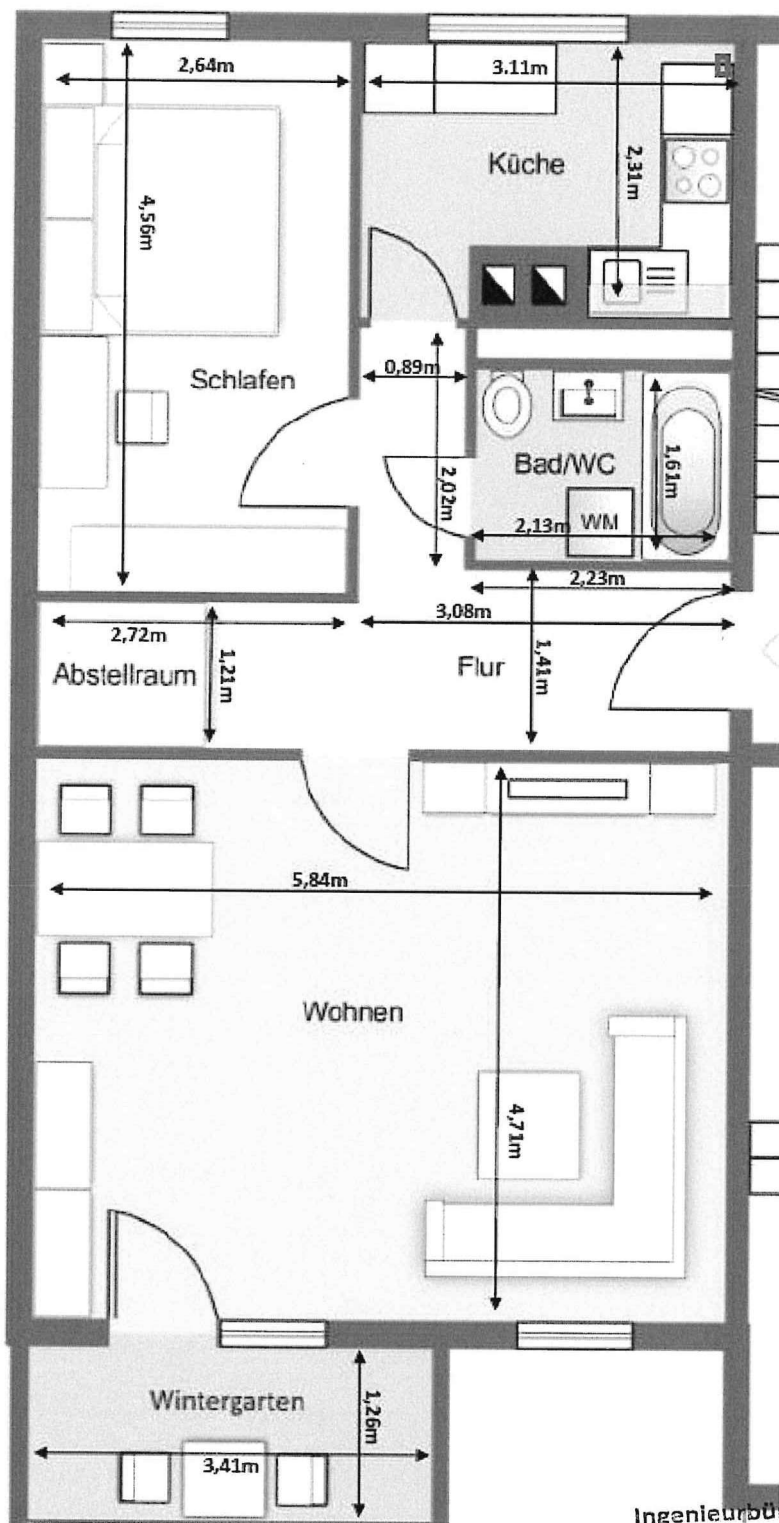 2,64m
3.11m
4,56m
2,31m
Küche
Schlafen
0,89m
2,02m
Bad/WC
1,61m
2,13m
WM
2,23m
2,72m
3,08m
Abstellraum
1,21m
Flur
1,41m
5,84m
Wohnen
4,71m
Wintergarten
1,26m
3,41m